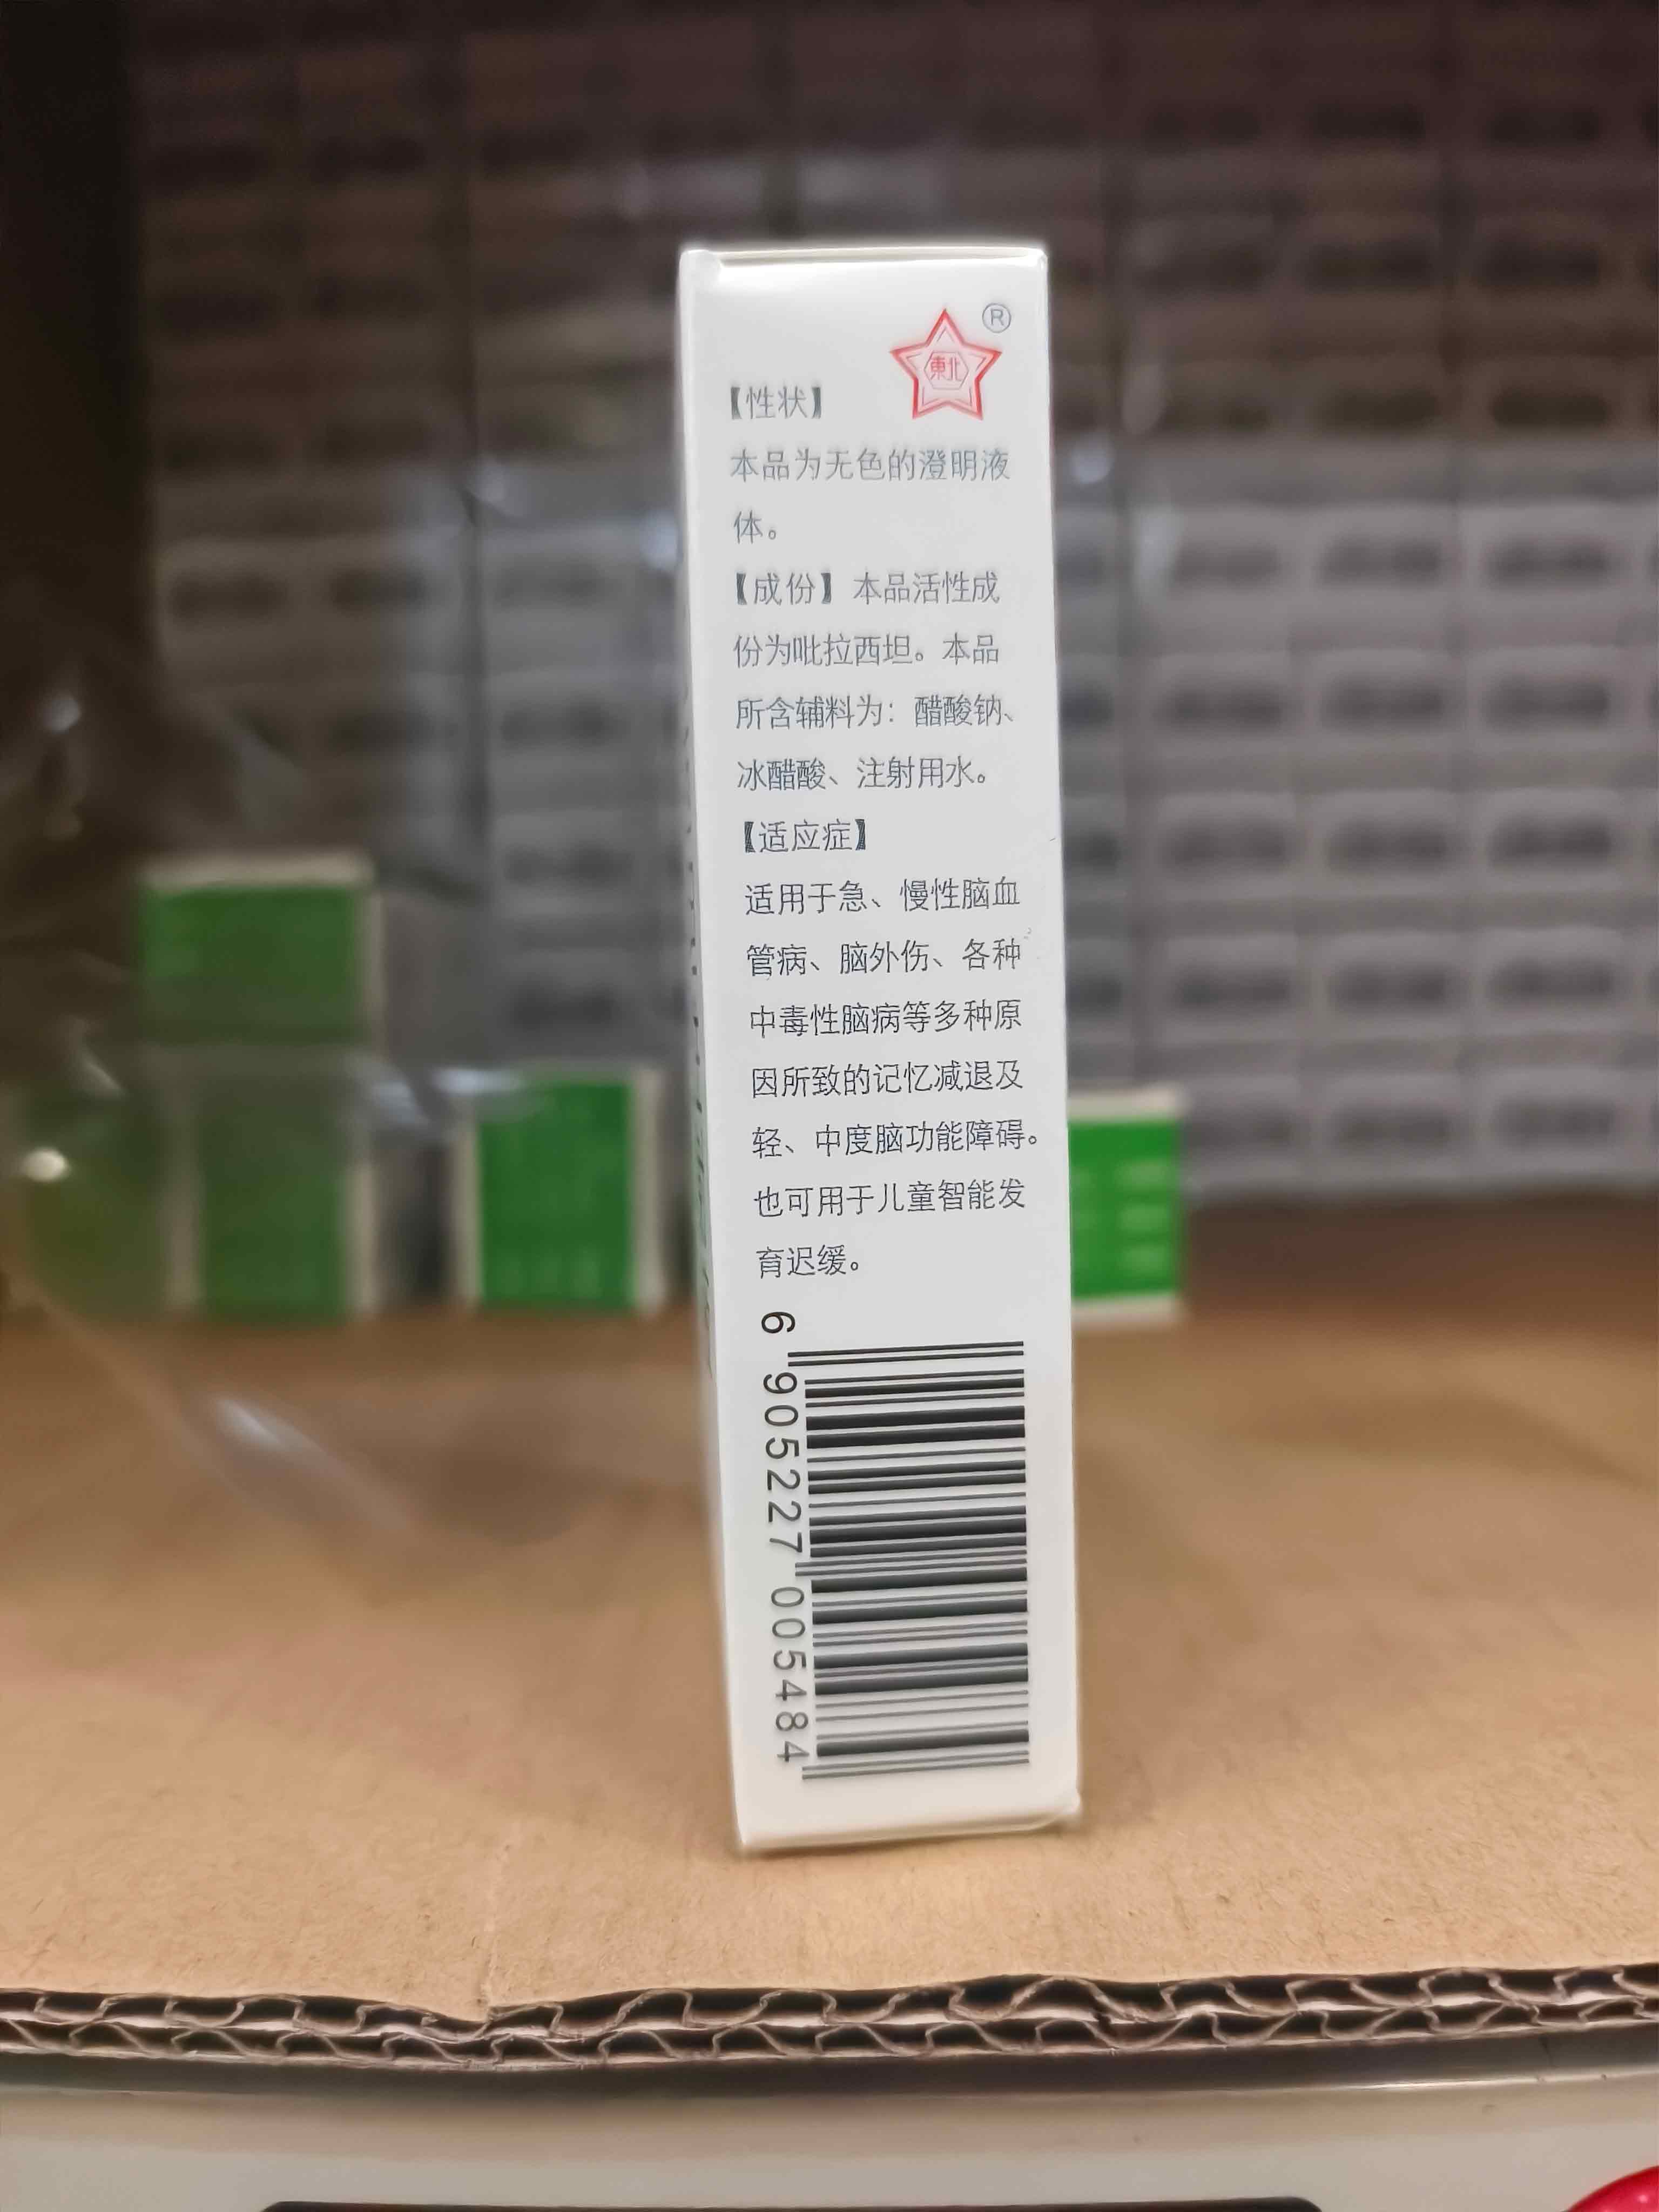 ®
東北
【性状】
本品为无色的澄明液
体。
【成份】 本品活性成
份为吡拉西坦。本品
所含辅料为：醋酸钠、
冰醋酸、注射用水。
【适应症】
适用于急、慢性脑血
管病、脑外伤、各种
中毒性脑病等多种原
因所致的记忆减退及
轻、中度脑功能障碍。
也可用于儿童智能发
育迟缓。
6 905227 005484